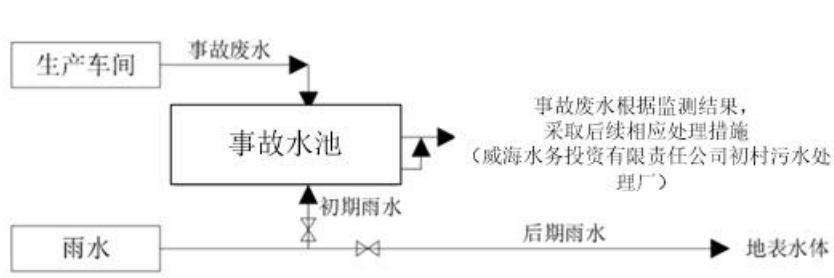 事故废水
生产车间
事故水池
事故废水根据监测结果，
采取后续相应处理措施
（威海水务投资有限责任公司初村污水处
理厂）
初期雨水
雨水
后期雨水
地表水体